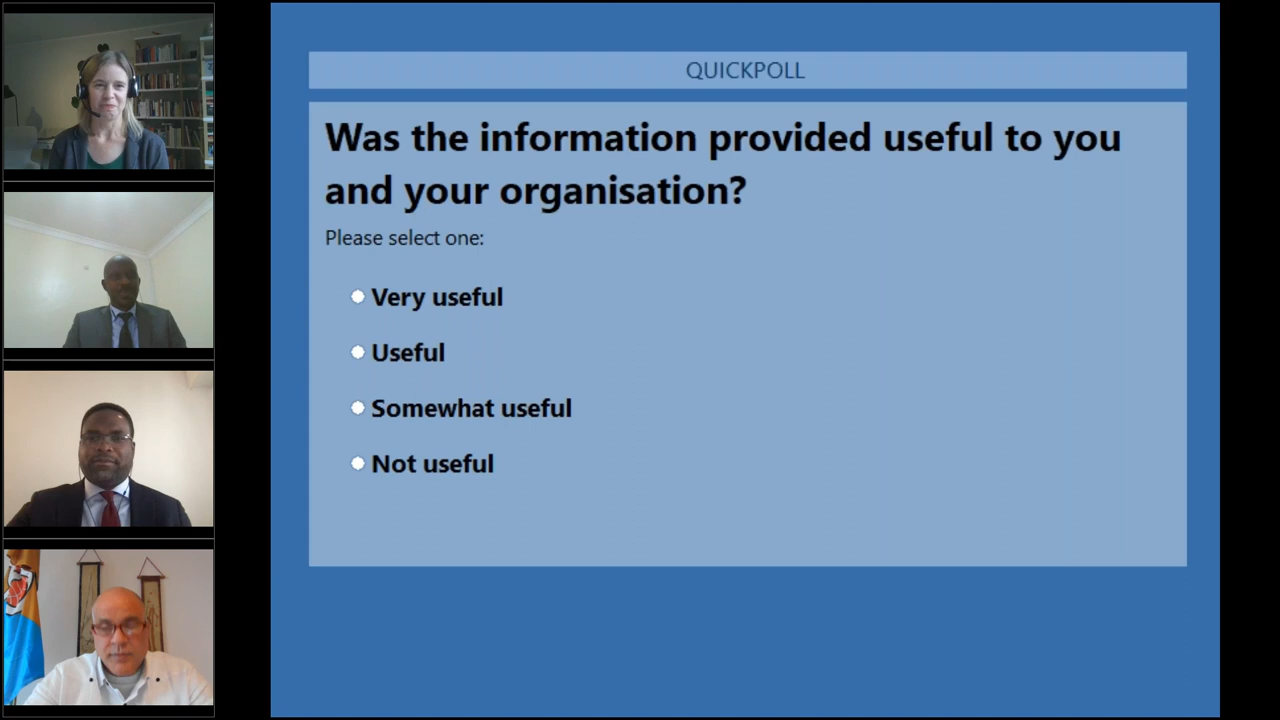 QUICKPOLL
Was the information provided useful to you
and your organisation?
Please select one:
Very useful
Useful
Somewhat useful
Not useful